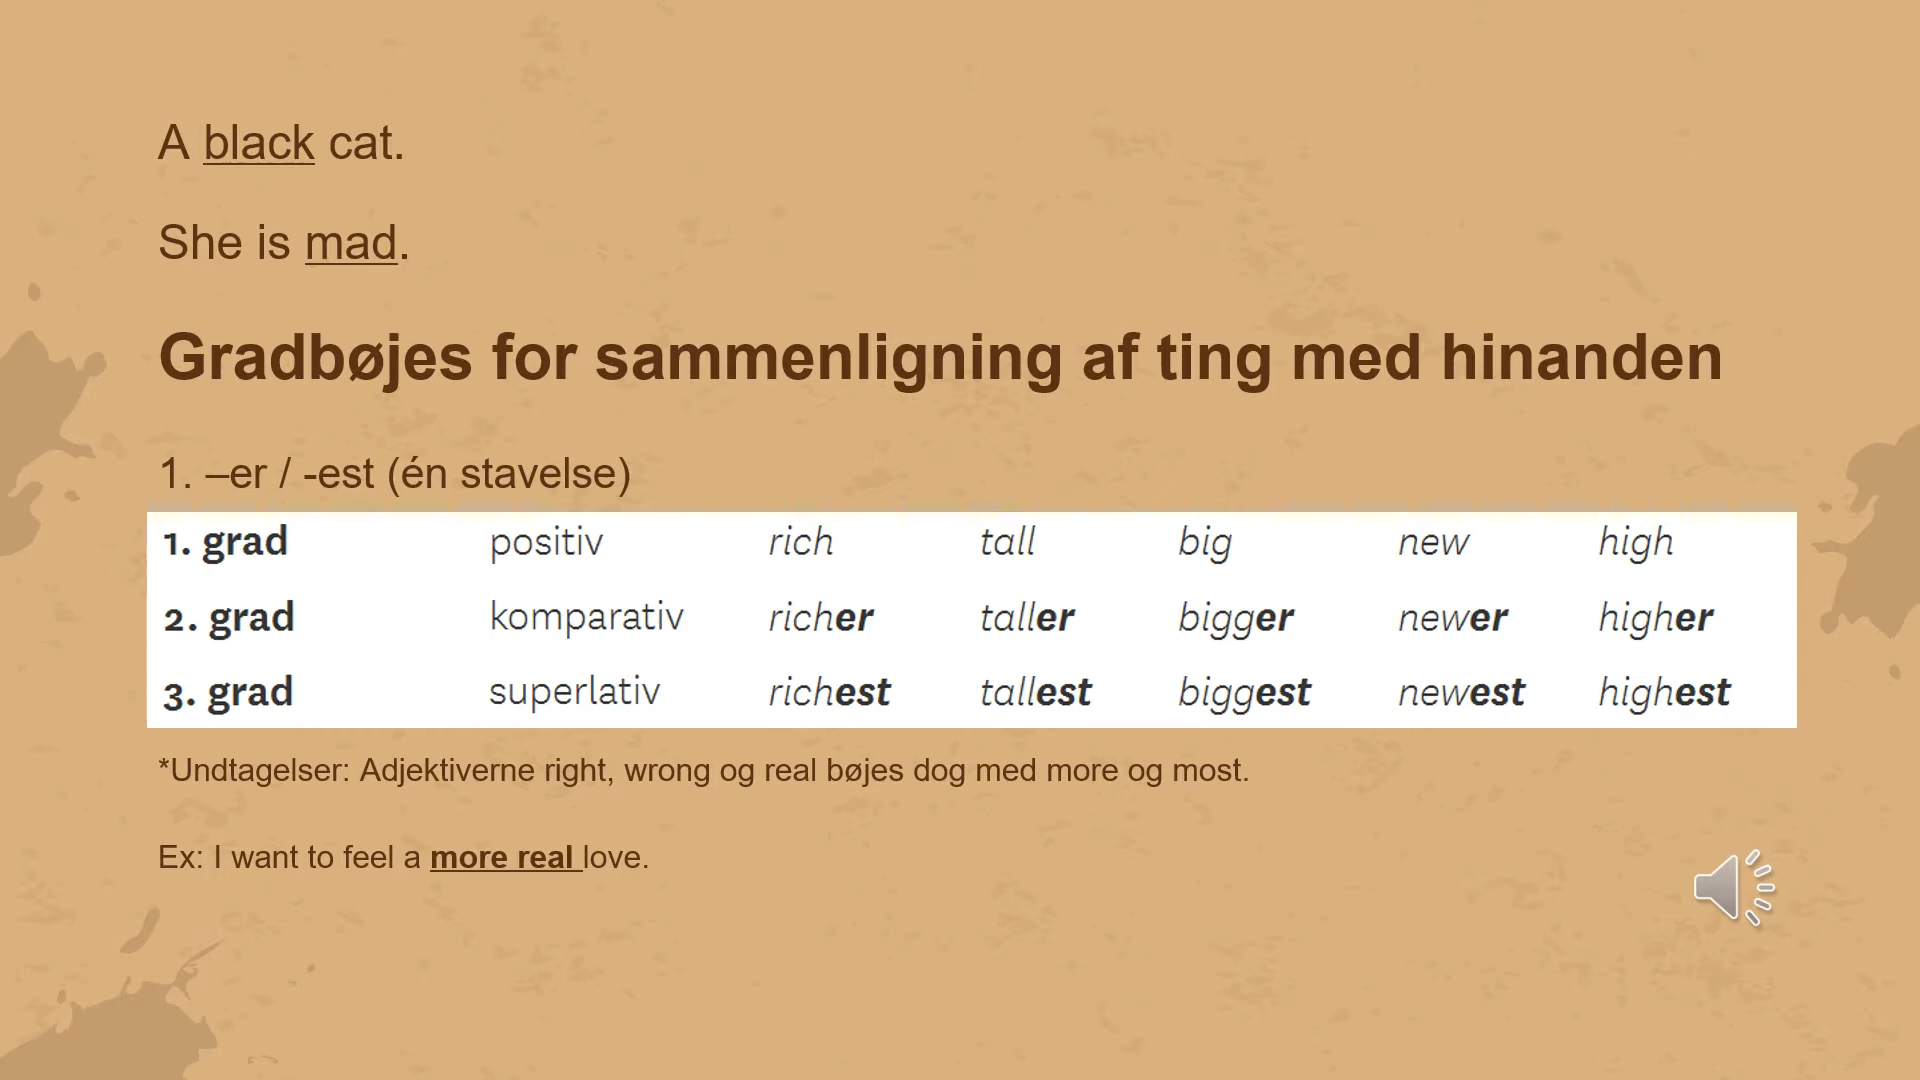 A black cat.
She is mad.
Gradbøjes for sammenligning af ting med hinanden
1. –er / -est (én stavelse)
1. grad positiv rich tall big new high
2. grad komparativ richer taller bigger newer higher
3. grad superlativ richest tallest biggest newest highest
*Undtagelser: Adjektiverne right, wrong og real bøjes dog med more og most.
Ex: I want to feel a more real love.